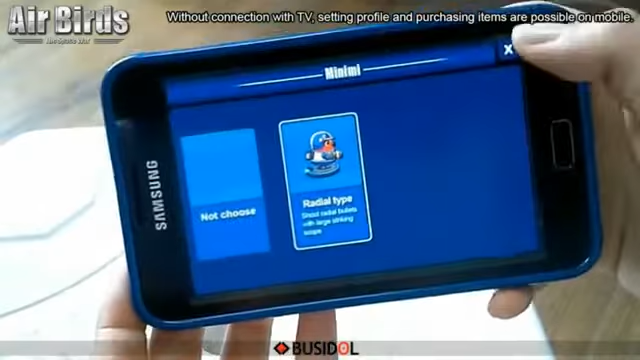 Air Birds
Without connection with TV, setting profile and purchasing items are possible on mobile.
Minimi
X
SAMSUNG
Not choose
Radial type
Shoot radial bullets
with large striking
scope
BUSIDOL